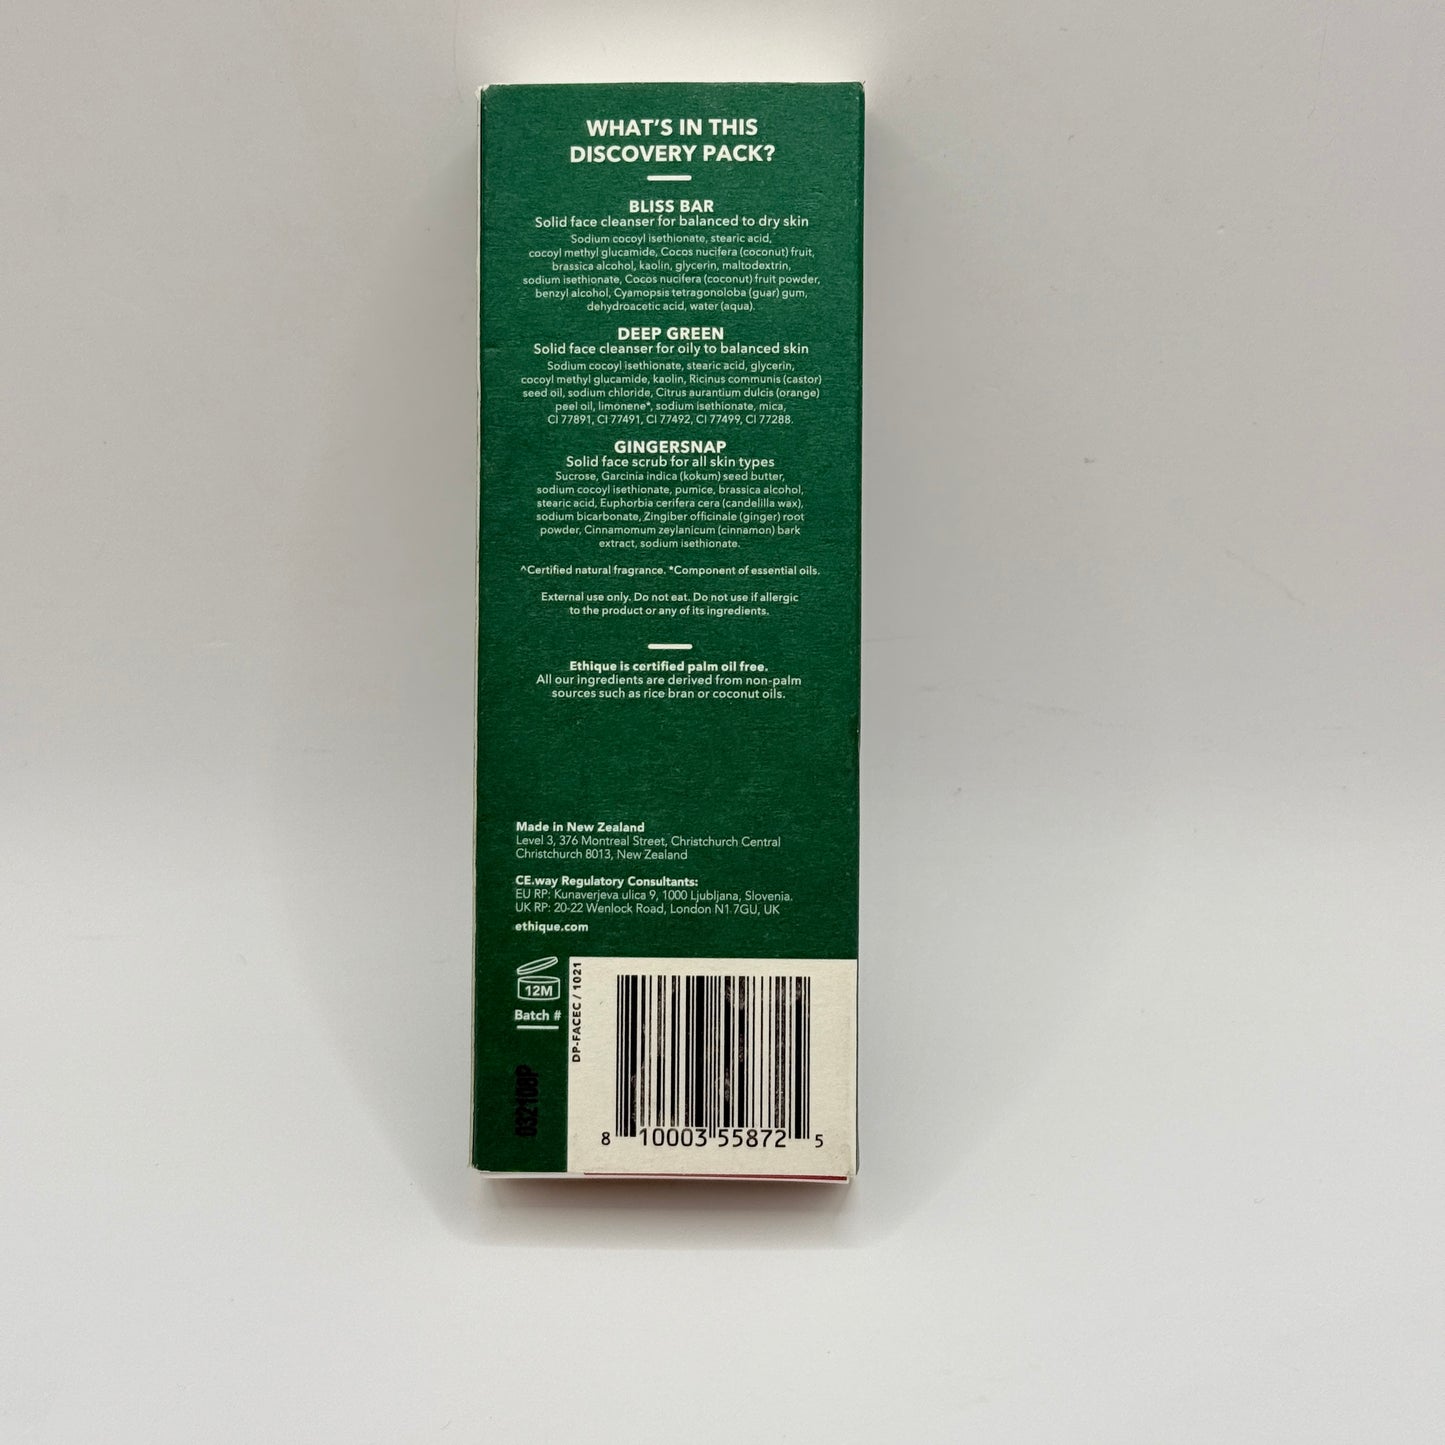 WHAT'S IN THIS
DISCOVERY PACK?
BLISS BAR
Solid face cleanser for balanced to dry skin
Sodium cocoyl isethionate, stearic acid,
cocoyl methyl glucamide, Cocos nucifera (coconut) fruit,
brassica alcohol, kaolin, glycerin, maltodextrin,
sodium isethionate, Cocos nucifera (coconut) fruit powder,
benzyl alcohol, Cyamopsis tetragonoloba (guar) gum,
dehydroacetic acid, water (aqua).
DEEP GREEN
Solid face cleanser for oily to balanced skin
Sodium cocoyl isethionate, stearic acid, glycerin,
cocoyl methyl glucamide, kaolin, Ricinus communis (castor)
seed oil, sodium chloride, Citrus aurantium dulcis (orange)
peel oil, limonene*, sodium isethionate, mica,
CI 77891, CI 77491, CI 77492, CI 77499, CI 77288.
GINGERSNAP
Solid face scrub for all skin types
Sucrose, Garcinia indica (kokum) seed butter,
sodium cocoyl isethionate, pumice, brassica alcohol,
stearic acid, Euphorbia cerifera cera (candelilla wax),
sodium bicarbonate, Zingiber officinale (ginger) root
powder, Cinnamomum zeylanicum (cinnamon) bark
extract, sodium isethionate.
^Certified natural fragrance. *Component of essential oils.
External use only. Do not eat. Do not use if allergic
to the product or any of its ingredients.
Ethique is certified palm oil free.
All our ingredients are derived from non-palm
sources such as rice bran or coconut oils.
Made in New Zealand
Level 3, 376 Montreal Street, Christchurch Central
Christchurch 8013, New Zealand
CE.way Regulatory Consultants:
EU RP: Kunaverjeva ulica 9, 1000 Ljubljana, Slovenia.
UK RP: 20-22 Wenlock Road, London N1 7GU, UK
ethique.com
12M
Batch #
032108P
DP-FACEC / 1021
8 10003 55872 5